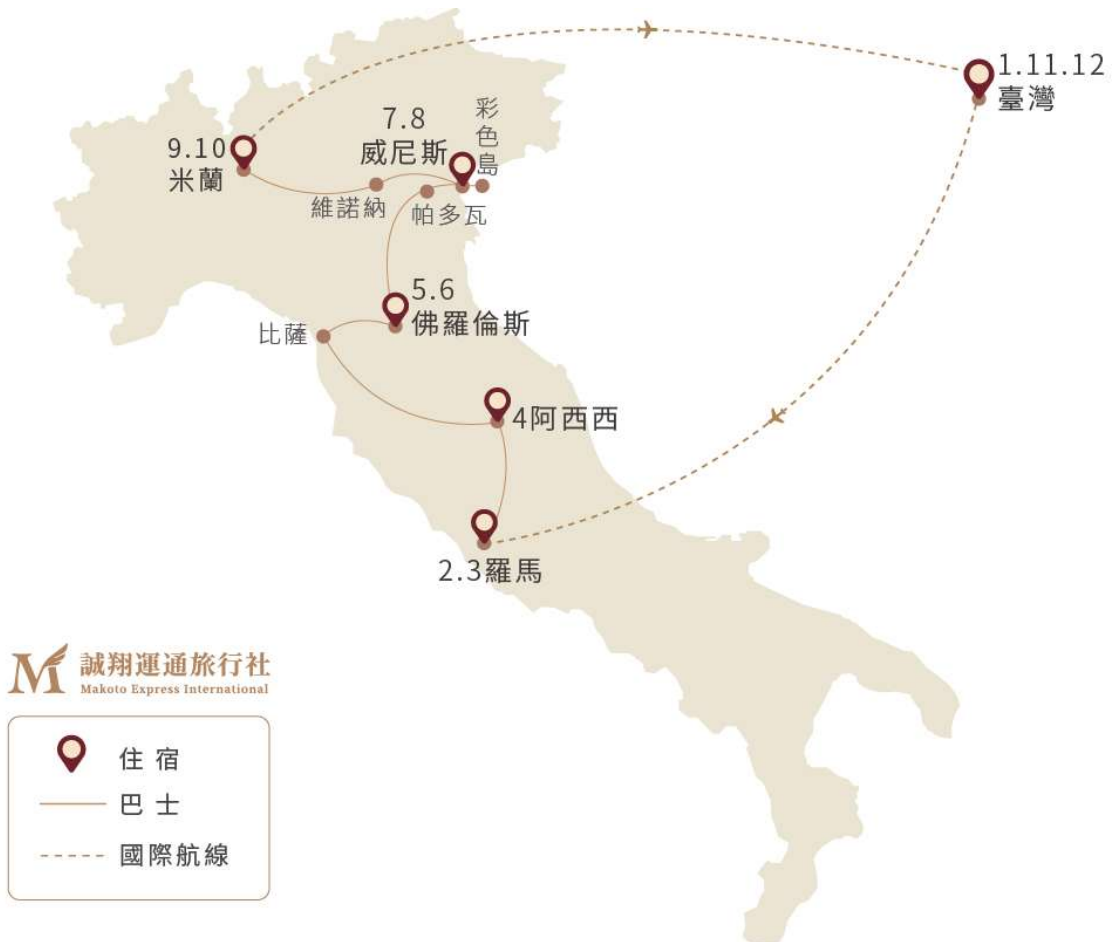 1.11.12
臺灣
彩色島
7.8
威尼斯
9.10
米蘭
維諾納
帕多瓦
5.6
佛羅倫斯
比薩
4阿西西
2.3羅馬
誠翔運通旅行社
Makoto Express International
住宿
巴士
國際航線